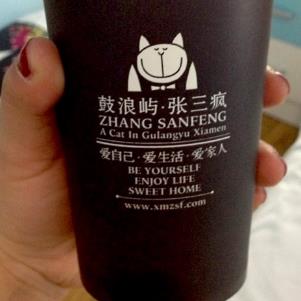 鼓浪屿·张三疯
ZHANG SANFENG
A Cat In Gulangyu Xiamen
爱自己·爱生活·爱家人
BE YOURSELF
ENJOY LIFE
SWEET HOME
www.xmzsf.com